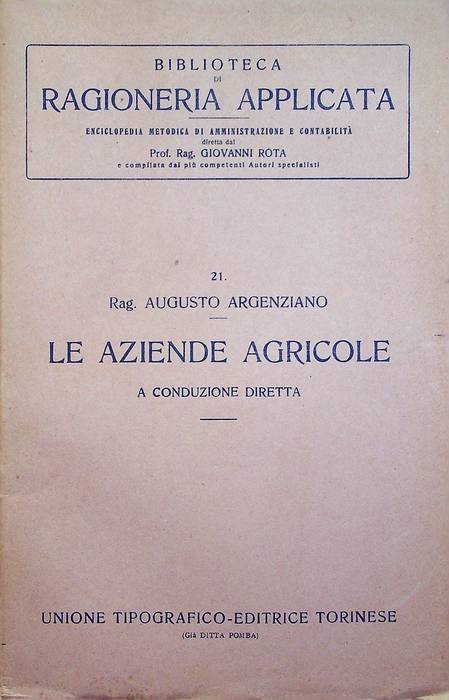 BIBLIOTECA
DI
RAGIONERIA APPLICATA
ENCICLOPEDIA METODICA DI AMMINISTRAZIONE E CONTABILITÀ
diretta dal
Prof. Rag. GIOVANNI ROTA
e compilata dai più competenti Autori specialisti
21.
Rag. AUGUSTO ARGENZIANO
LE AZIENDE AGRICOLE
A CONDUZIONE DIRETTA
UNIONE TIPOGRAFICO-EDITRICE TORINESE
(Già DITTA POMBA)